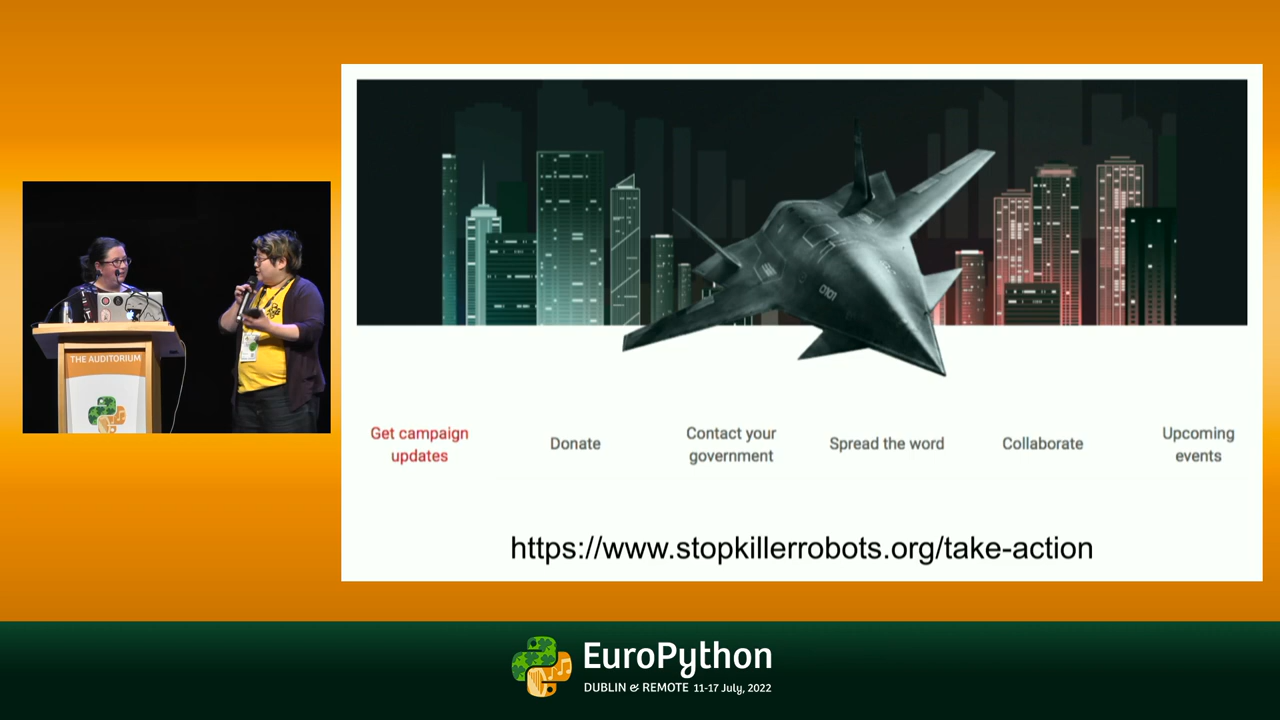 THE AUDITORIUM
0101
Get campaign
updates
Donate
Contact your
government
Spread the word
Collaborate
Upcoming
events
https://www.stopkillerrobots.org/take-action
EuroPython
DUBLIN & REMOTE 11-17 July, 2022